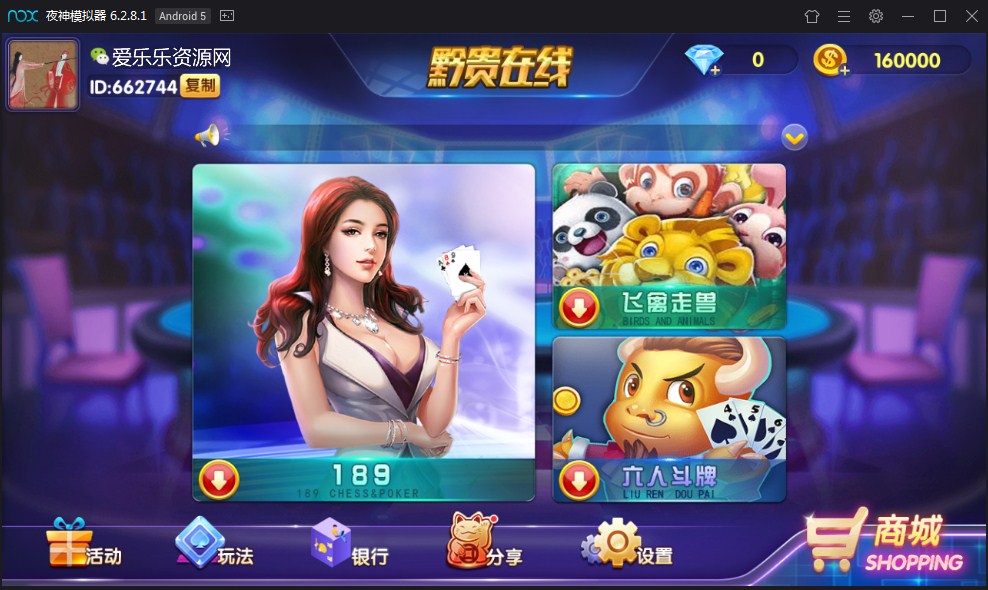 nox 夜神模拟器 6.2.8.1 Android 5
爱乐乐资源网
ID:662744 复制
黔贵在线
0
160000
189
189 CHESS&POKER
飞禽走兽
BIRDS AND ANIMALS
六人斗牌
LIU REN DOU PAI
活动
玩法
银行
分享
设置
商城
SHOPPING